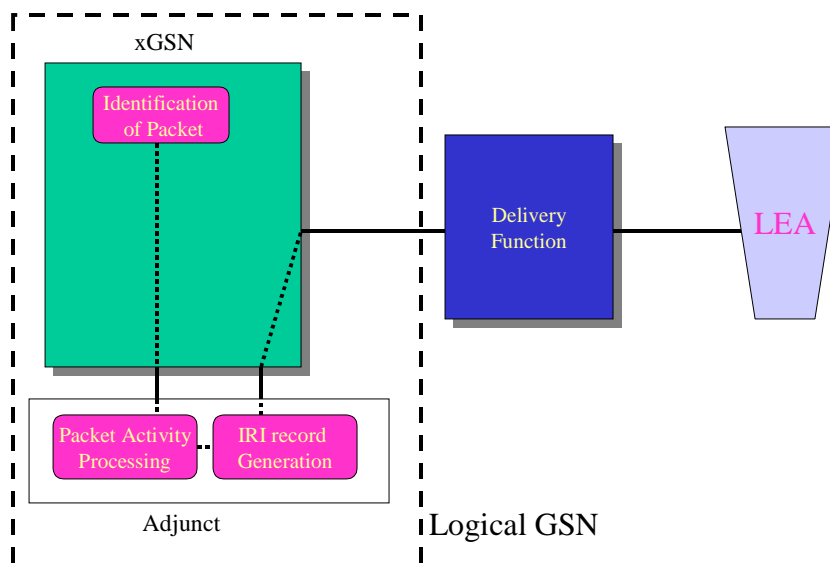 xGSN
Identification
of Packet
Delivery
Function
LEA
Packet Activity
Processing
IRI record
Generation
Adjunct
Logical GSN